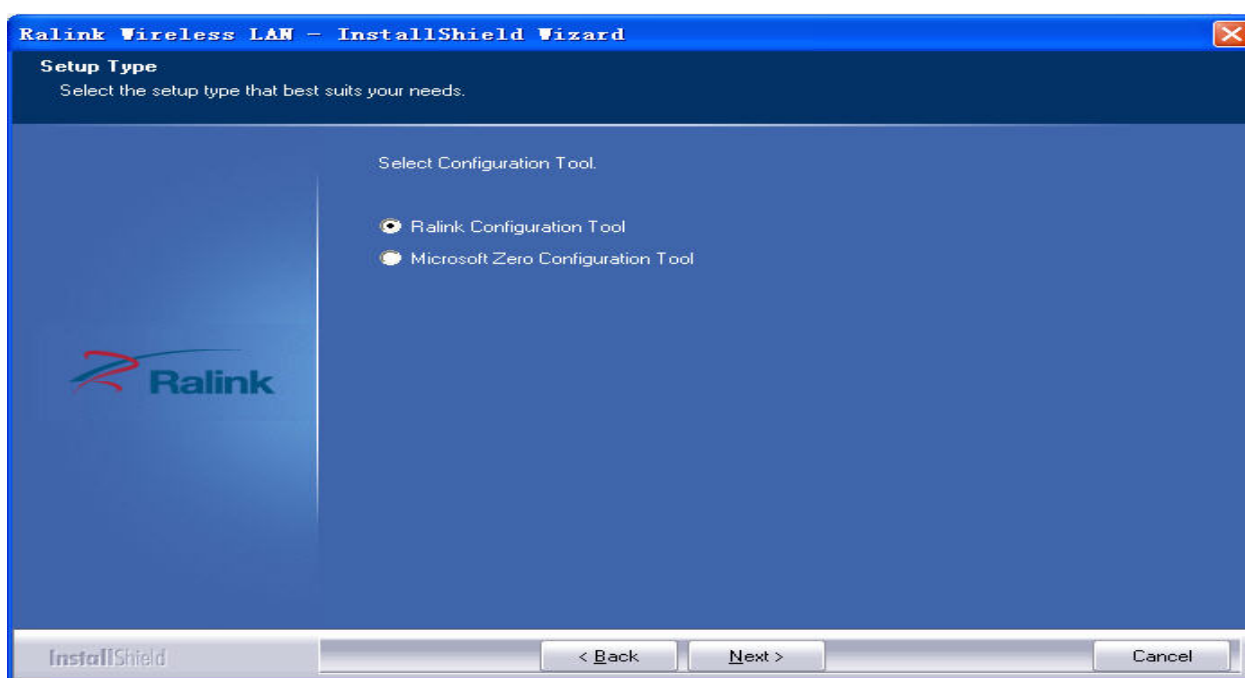 Ralink Wireless LAN - InstallShield Wizard
Setup Type
Select the setup type that best suits your needs.
Select Configuration Tool.
Ralink Configuration Tool
Microsoft Zero Configuration Tool
Ralink
InstallShield
< Back
Next >
Cancel